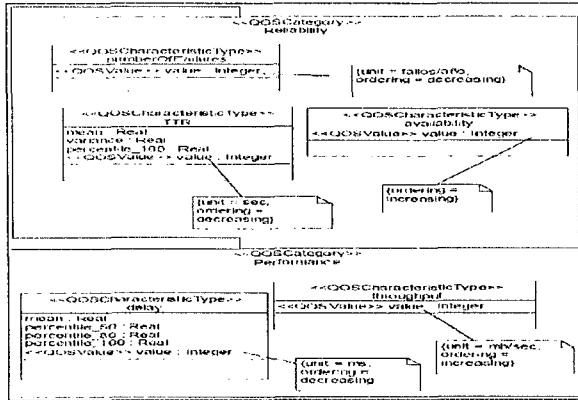 <<QOSCategory>>
Reliability
<<QOSCharacteristicType>>
numberOfFailures
<<QOSValue>> value : Integer
{unit = fallos/año,
ordering = decreasing}
<<QOSCharacteristicType>>
TTR
mean : Real
variance : Real
percentile_100 : Real
<<QOSValue>> value : Integer
<<QOSCharacteristicType>>
availability
<<QOSValue>> value : Integer
{unit = sec,
ordering =
decreasing}
{ordering =
increasing}
<<QOSCategory>>
Performance
<<QOSCharacteristicType>>
delay
mean : Real
percentile_50 : Real
percentile_80 : Real
percentile_100 : Real
<<QOSValue>> value : Integer
<<QOSCharacteristicType>>
throughput
<<QOSValue>> value : Integer
{unit = ms,
ordering =
decreasing
{unit = mb/sec,
ordering =
increasing}